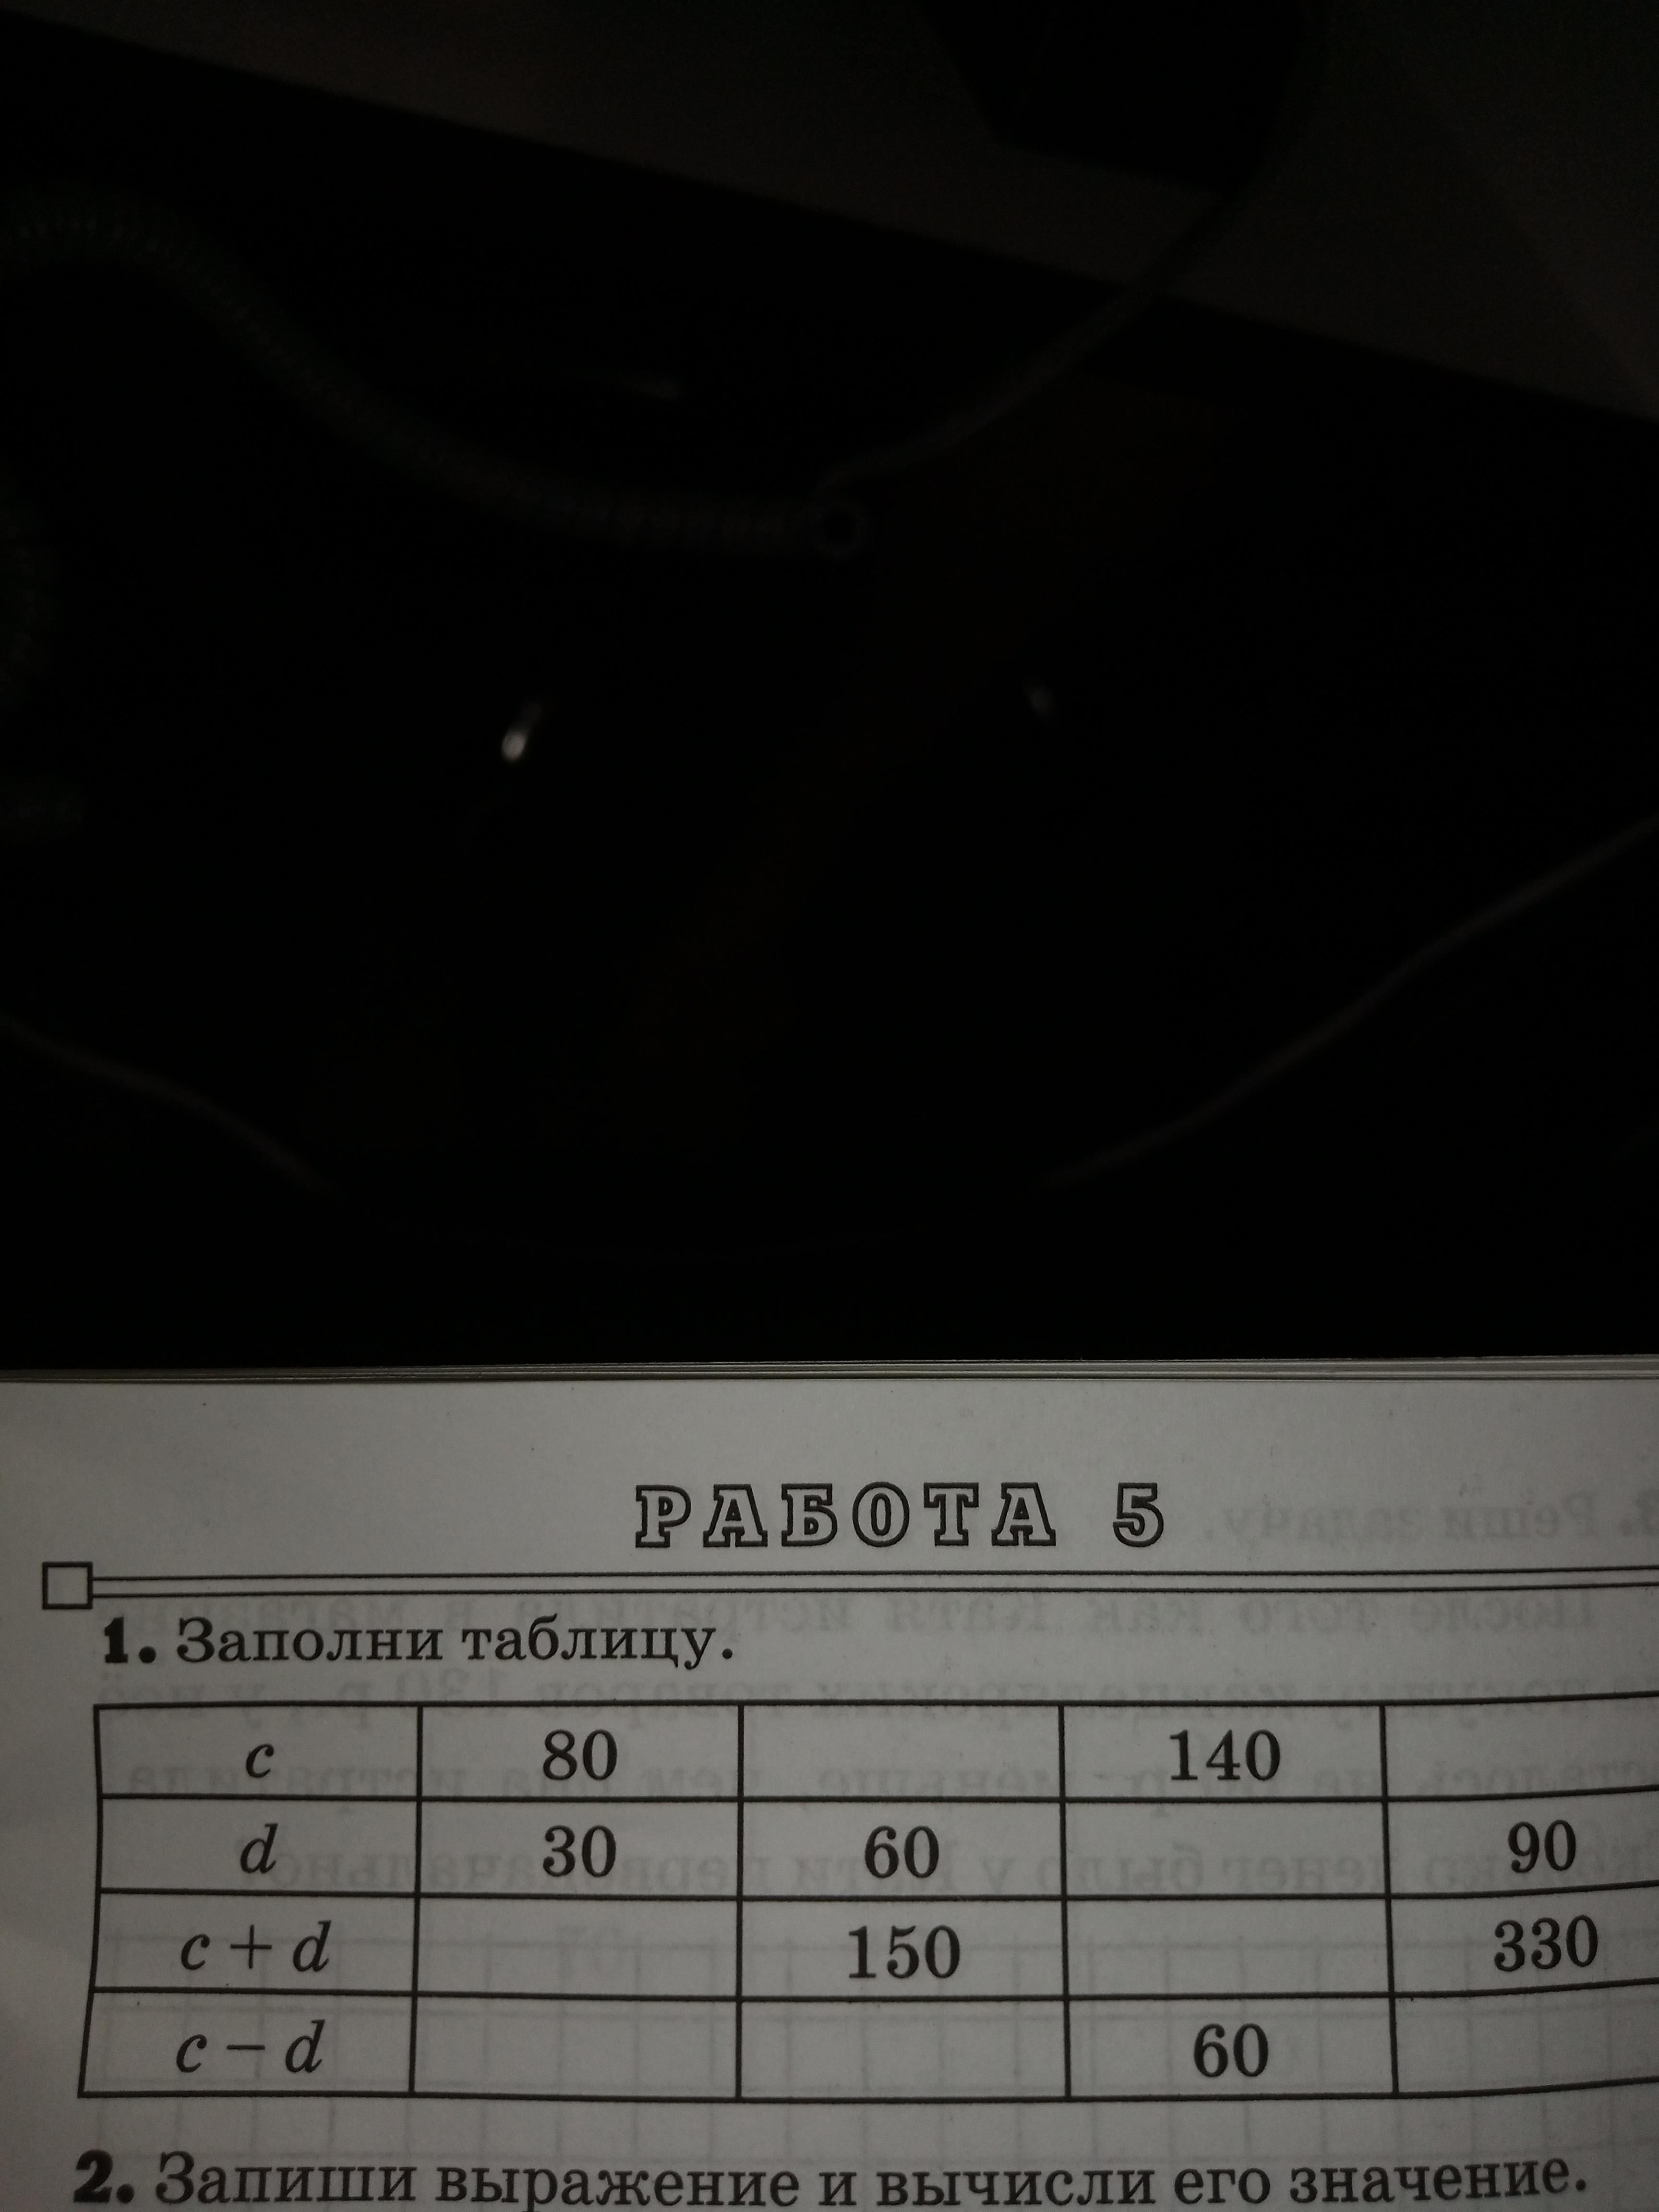 РАБОТА 5
1. Заполни таблицу.
c 80 140
d 30 60 90
c + d 150 330
c − d 60
2. Запиши выражение и вычисли его значение.